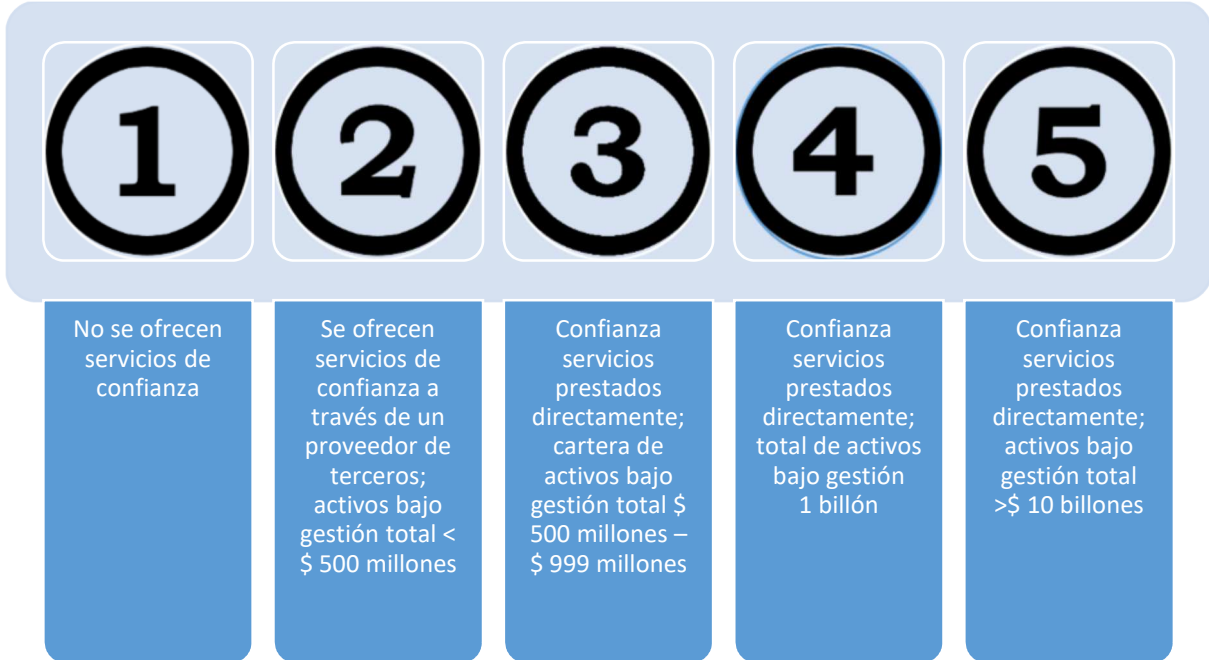 1
2
3
4
5
No se ofrecen
servicios de
confianza
Se ofrecen
servicios de
confianza a
través de un
proveedor de
terceros;
activos bajo
gestión total <
$ 500 millones
Confianza
servicios
prestados
directamente;
cartera de
activos bajo
gestión total $
500 millones –
$ 999 millones
Confianza
servicios
prestados
directamente;
total de activos
bajo gestión
1 billón
Confianza
servicios
prestados
directamente;
activos bajo
gestión total
>$ 10 billones